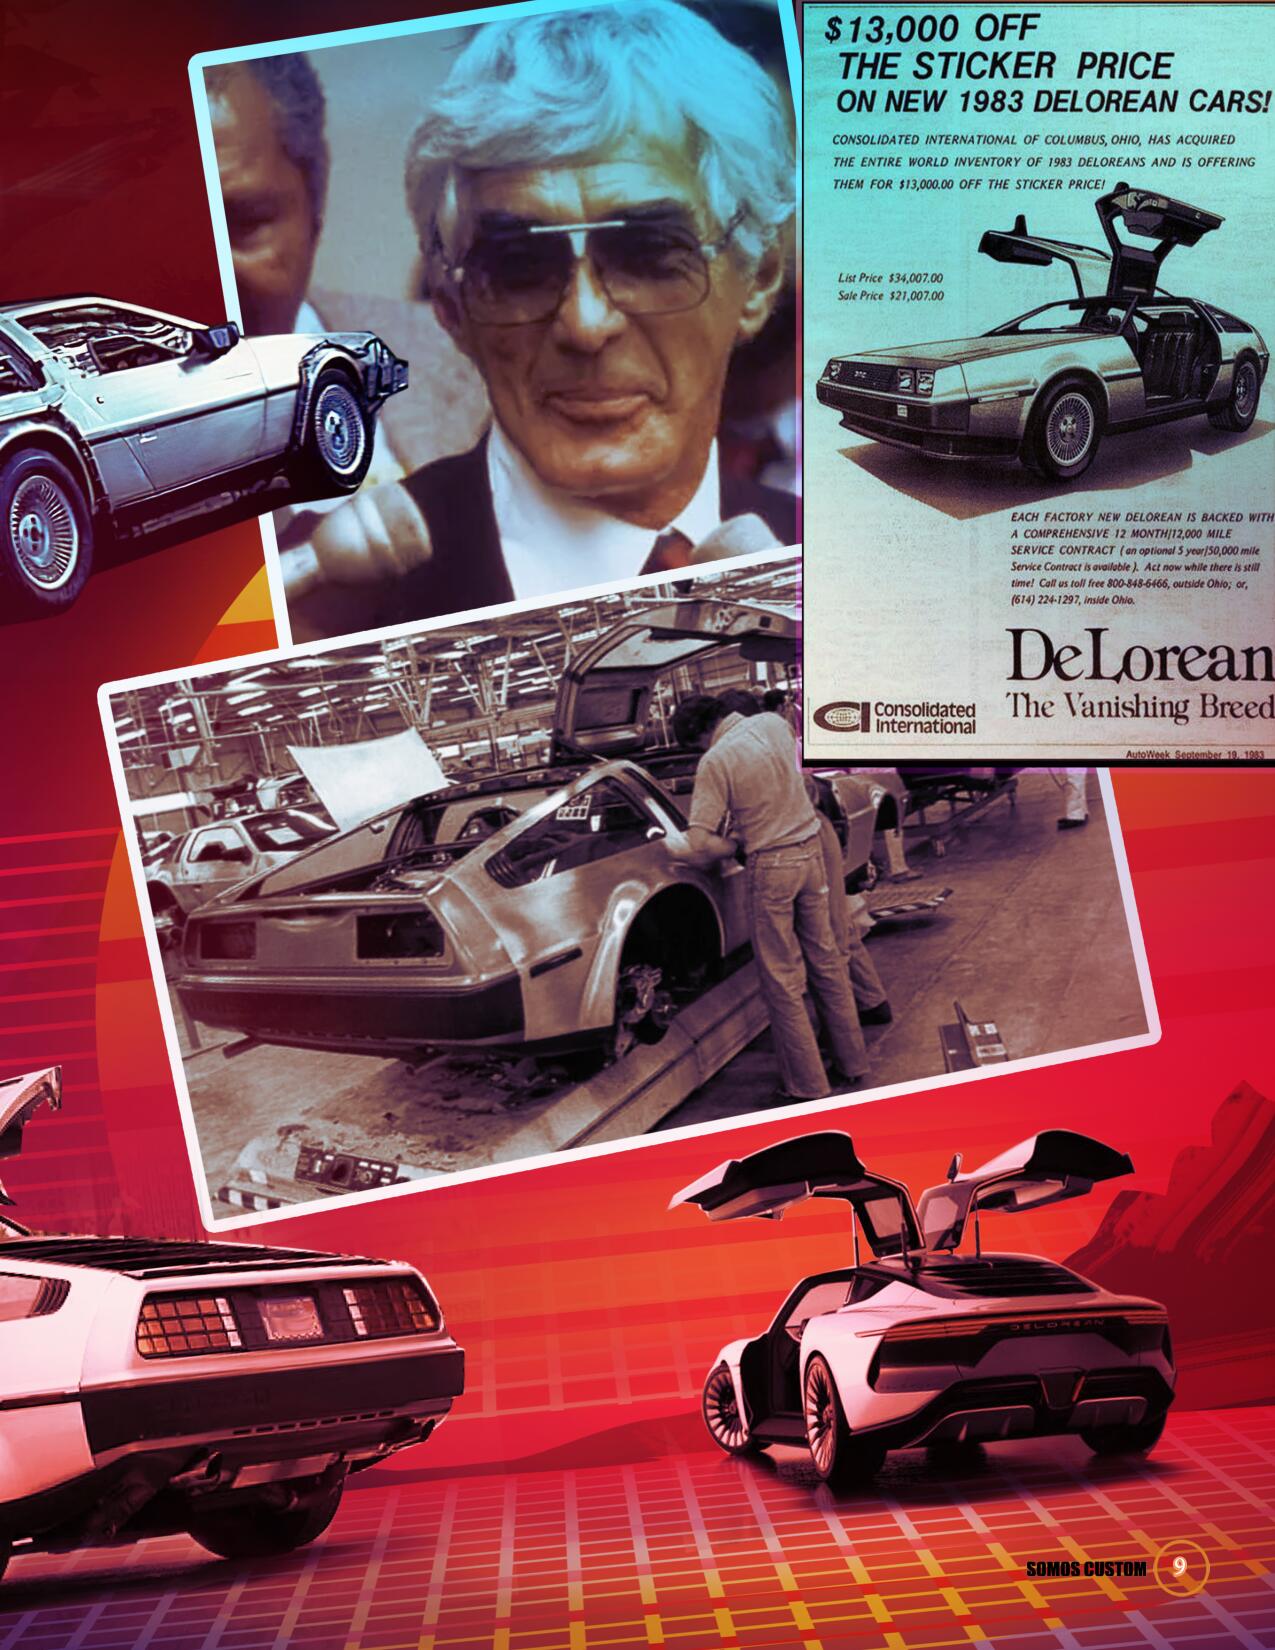 $13,000 OFF
THE STICKER PRICE
ON NEW 1983 DELOREAN CARS!
CONSOLIDATED INTERNATIONAL OF COLUMBUS, OHIO, HAS ACQUIRED
THE ENTIRE WORLD INVENTORY OF 1983 DELOREANS AND IS OFFERING
THEM FOR $13,000.00 OFF THE STICKER PRICE!
List Price $34,007.00
Sale Price $21,007.00
DMC
EACH FACTORY NEW DELOREAN IS BACKED WITH
A COMPREHENSIVE 12 MONTH/12,000 MILE
SERVICE CONTRACT ( an optional 5 year/50,000 mile
Service Contract is available ). Act now while there is still
time! Call us toll free 800-848-6466, outside Ohio; or,
(614) 224-1297, inside Ohio.
DeLorean
The Vanishing Breed
CI Consolidated
International
AutoWeek September 19, 1983
DELOREAN
SOMOS CUSTOM 9